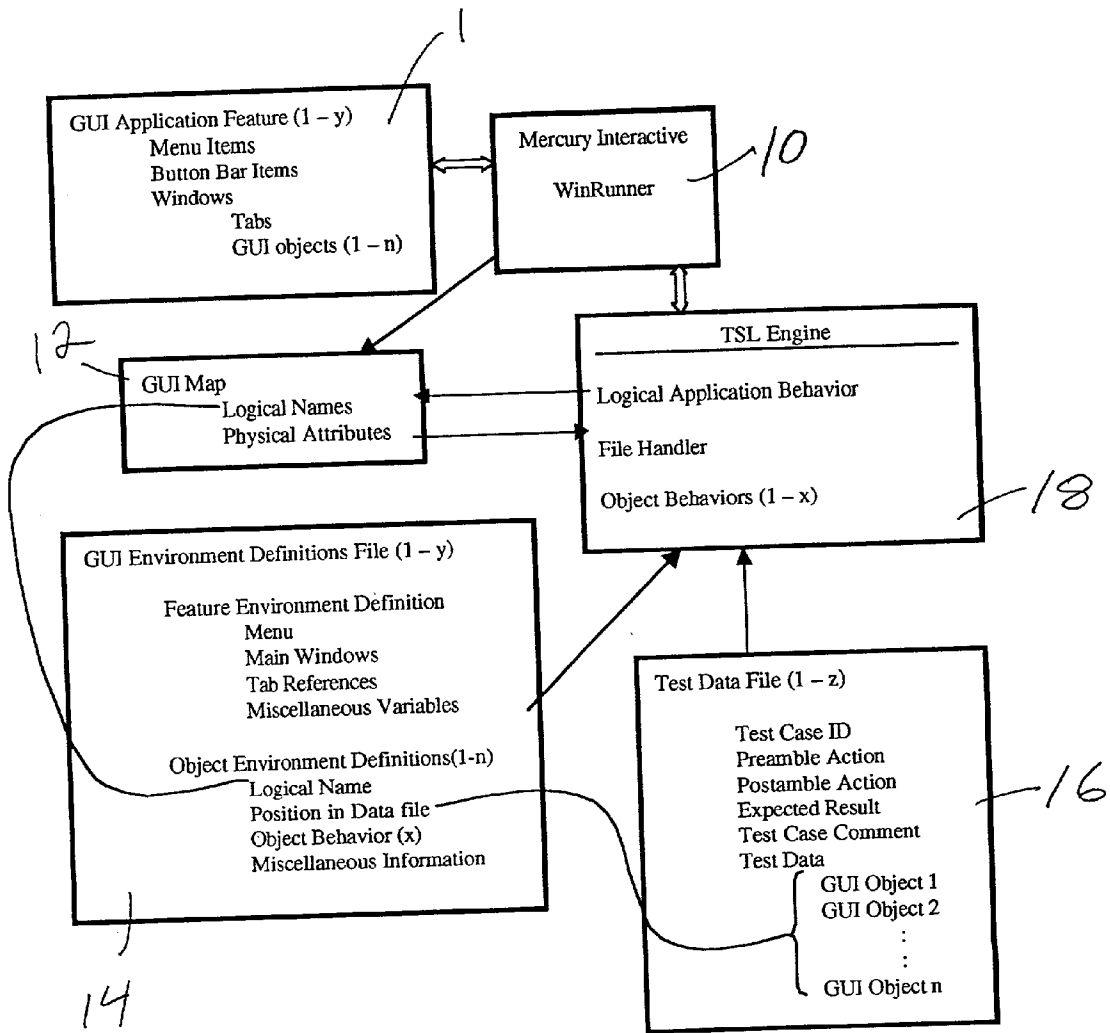 1
GUI Application Feature (1 – y)
Menu Items
Button Bar Items
Windows
Tabs
GUI objects (1 – n)
Mercury Interactive
WinRunner
10
12
GUI Map
Logical Names
Physical Attributes
TSL Engine
Logical Application Behavior
File Handler
Object Behaviors (1 – x)
18
GUI Environment Definitions File (1 – y)
Feature Environment Definition
Menu
Main Windows
Tab References
Miscellaneous Variables
Object Environment Definitions(1-n)
Logical Name
Position in Data file
Object Behavior (x)
Miscellaneous Information
14
Test Data File (1 – z)
Test Case ID
Preamble Action
Postamble Action
Expected Result
Test Case Comment
Test Data
GUI Object 1
GUI Object 2
GUI Object n
16